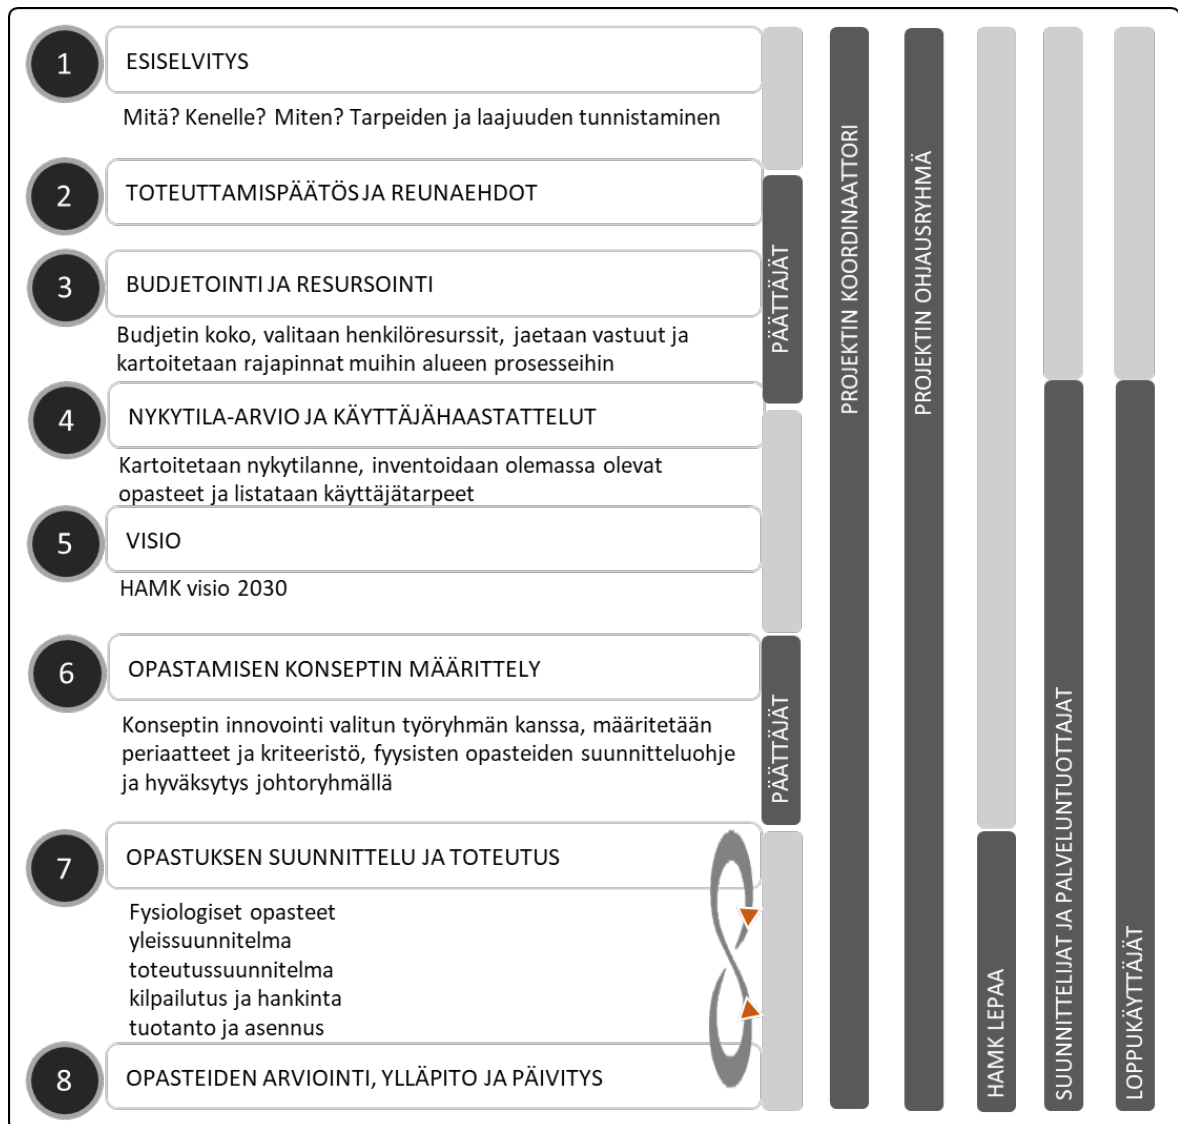 1
ESISELVITYS
Mitä? Kenelle? Miten? Tarpeiden ja laajuuden tunnistaminen
2
TOTEUTTAMISPÄÄTÖS JA REUNAEHDOT
3
BUDJETOINTI JA RESURSOINTI
Budjetin koko, valitaan henkilöresurssit, jaetaan vastuut ja
kartoitetaan rajapinnat muihin alueen prosesseihin
4
NYKYTILA-ARVIO JA KÄYTTÄJÄHAASTATTELUT
Kartoitetaan nykytilanne, inventoidaan olemassa olevat
opasteet ja listataan käyttäjätarpeet
5
VISIO
HAMK visio 2030
6
OPASTAMISEN KONSEPTIN MÄÄRITTELY
Konseptin innovointi valitun työryhmän kanssa, määritetään
periaatteet ja kriteeristö, fyysisten opasteiden suunnitteluohje
ja hyväksytys johtoryhmällä
7
OPASTUKSEN SUUNNITTELU JA TOTEUTUS
Fysiologiset opasteet
yleissuunnitelma
toteutussuunnitelma
kilpailutus ja hankinta
tuotanto ja asennus
8
OPASTEIDEN ARVIOINTI, YLLÄPITO JA PÄIVITYS
PÄÄTTÄJÄT
PÄÄTTÄJÄT
PROJEKTIN KOORDINAATTORI
PROJEKTIN OHJAUSRYHMÄ
HAMK LEPAA
SUUNNITTELIJAT JA PALVELUNTUOTTAJAT
LOPPUKÄYTTÄJÄT